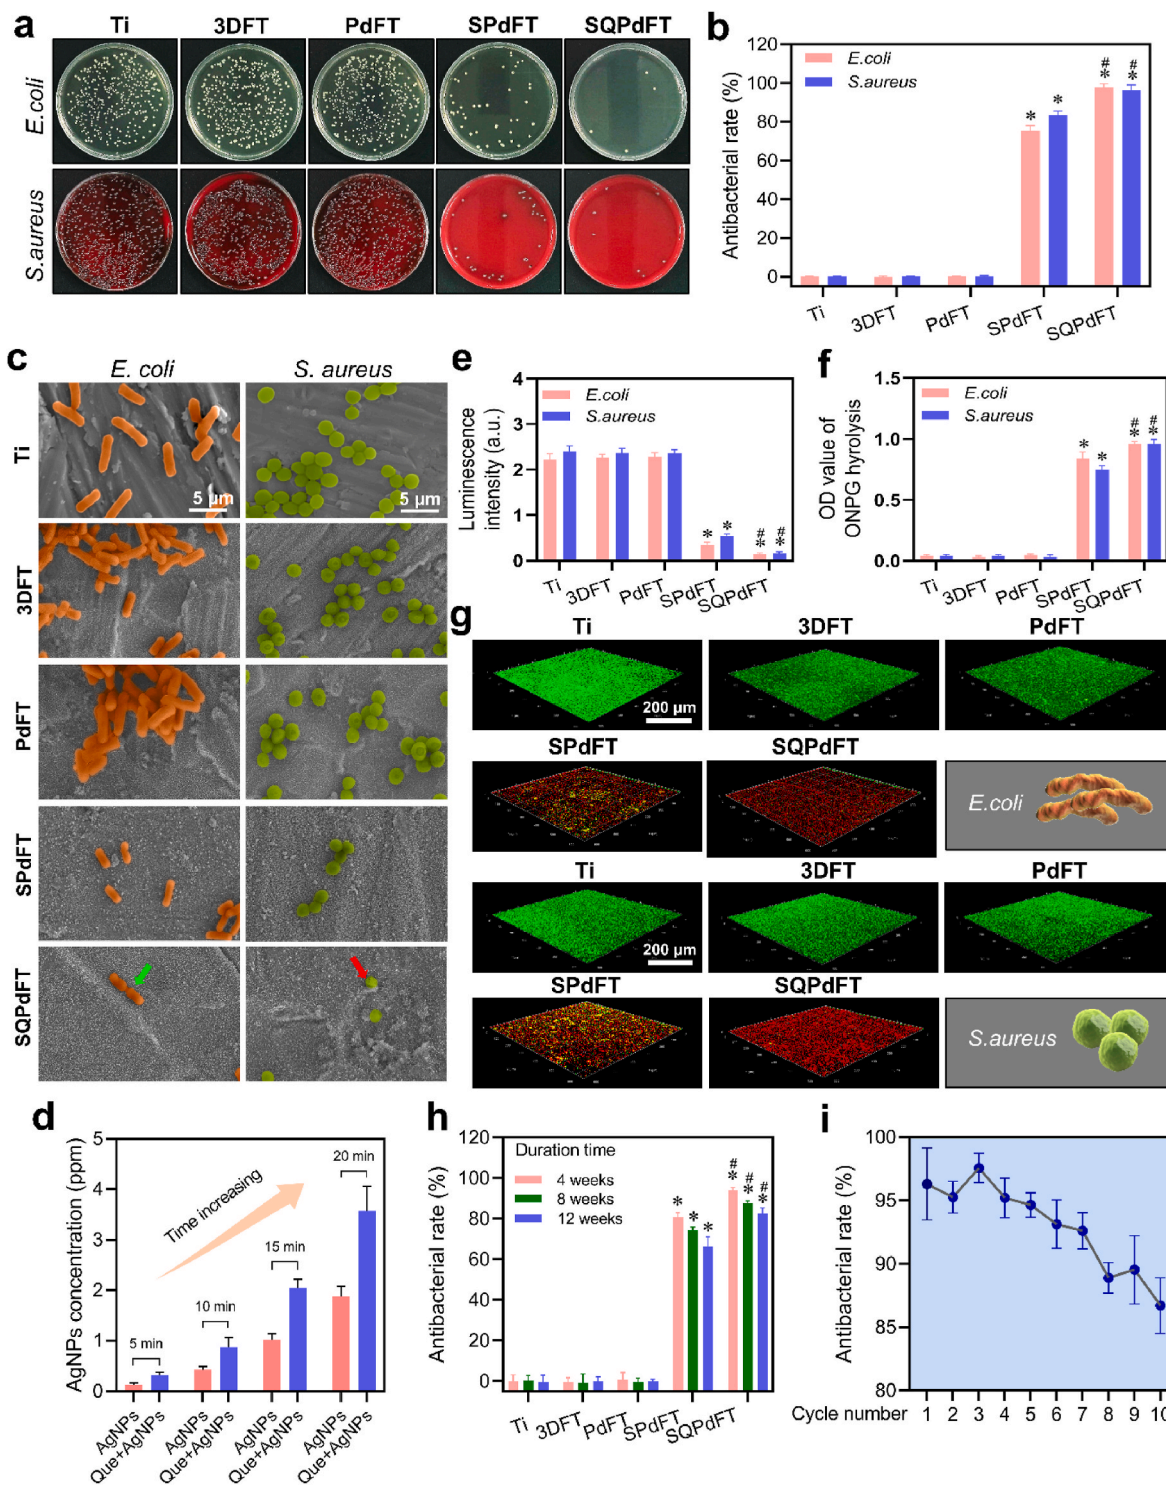 a
Ti 3DFT PdFT SPdFT SQPdFT
E.coli
S.aureus
b
Antibacterial rate (%)
120
100
80
60
40
20
0
E.coli
S.aureus
* * # * # *
Ti 3DFT PdFT SPdFT SQPdFT
c
E. coli S. aureus
Ti
5 μm 5 μm
3DFT
PdFT
SPdFT
SQPdFT
e
Luminescence
intensity (a.u.)
4
3
2
1
0
E.coli
S.aureus
* * # * # *
Ti 3DFT PdFT SPdFT SQPdFT
f
OD value of
ONPG hyrolysis
1.5
1.0
0.5
0.0
E.coli
S.aureus
* * # * # *
Ti 3DFT PdFT SPdFT SQPdFT
g
Ti 3DFT PdFT
200 μm
SPdFT SQPdFT
E.coli
Ti 3DFT PdFT
200 μm
SPdFT SQPdFT
S.aureus
d
AgNPs concentration (ppm)
5
4
3
2
1
0
Time increasing
5 min
10 min
15 min
20 min
AgNPs Que+AgNPs AgNPs Que+AgNPs AgNPs Que+AgNPs AgNPs Que+AgNPs
h
Antibacterial rate (%)
120
100
80
60
40
20
0
Duration time
4 weeks
8 weeks
12 weeks
* * * # * # * # *
Ti 3DFT PdFT SPdFT SQPdFT
i
Antibacterial rate (%)
100
95
90
85
80
Cycle number 1 2 3 4 5 6 7 8 9 10